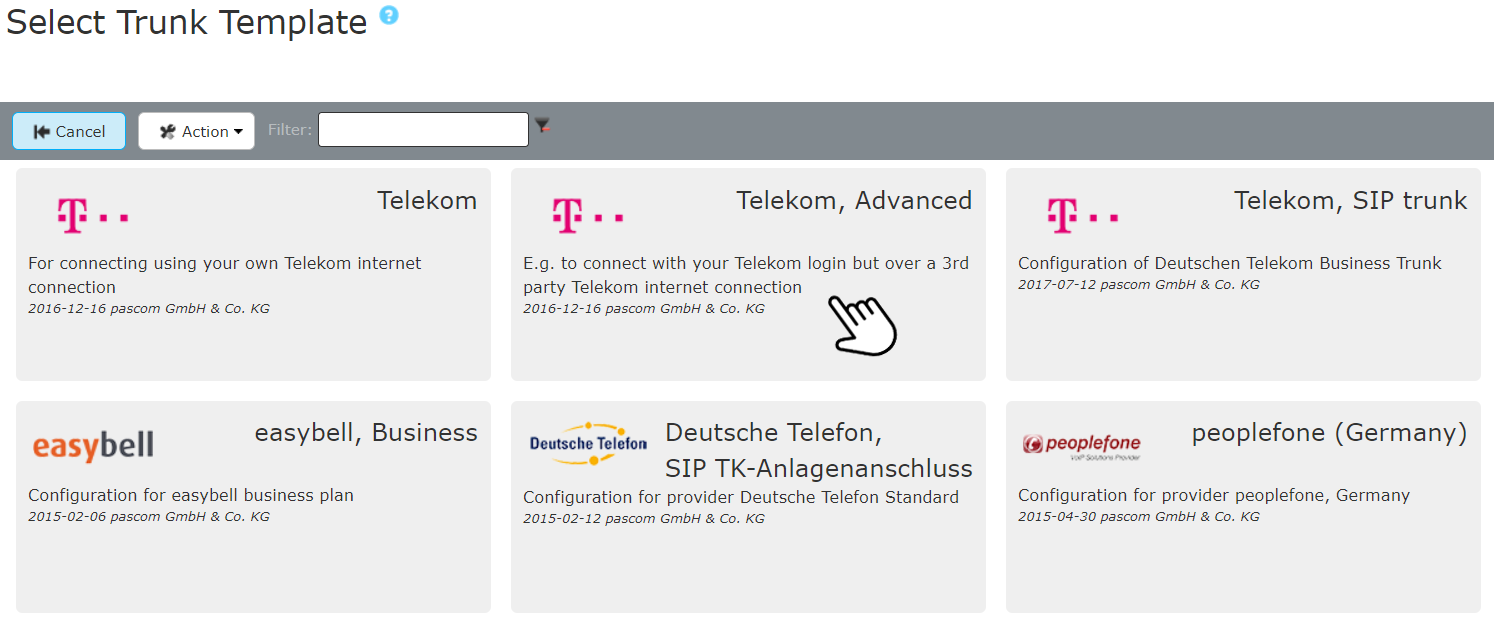 Select Trunk Template ?
Cancel
Action
Filter:
T
Telekom
For connecting using your own Telekom internet
connection
2016-12-16 pascom GmbH & Co. KG
T
Telekom, Advanced
E.g. to connect with your Telekom login but over a 3rd
party Telekom internet connection
2016-12-16 pascom GmbH & Co. KG
T
Telekom, SIP trunk
Configuration of Deutschen Telekom Business Trunk
2017-07-12 pascom GmbH & Co. KG
easybell
easybell, Business
Configuration for easybell business plan
2015-02-06 pascom GmbH & Co. KG
Deutsche Telefon
Deutsche Telefon,
SIP TK-Anlagenanschluss
Configuration for provider Deutsche Telefon Standard
2015-02-12 pascom GmbH & Co. KG
peoplefone
VoIP Solutions Provider
peoplefone (Germany)
Configuration for provider peoplefone, Germany
2015-04-30 pascom GmbH & Co. KG